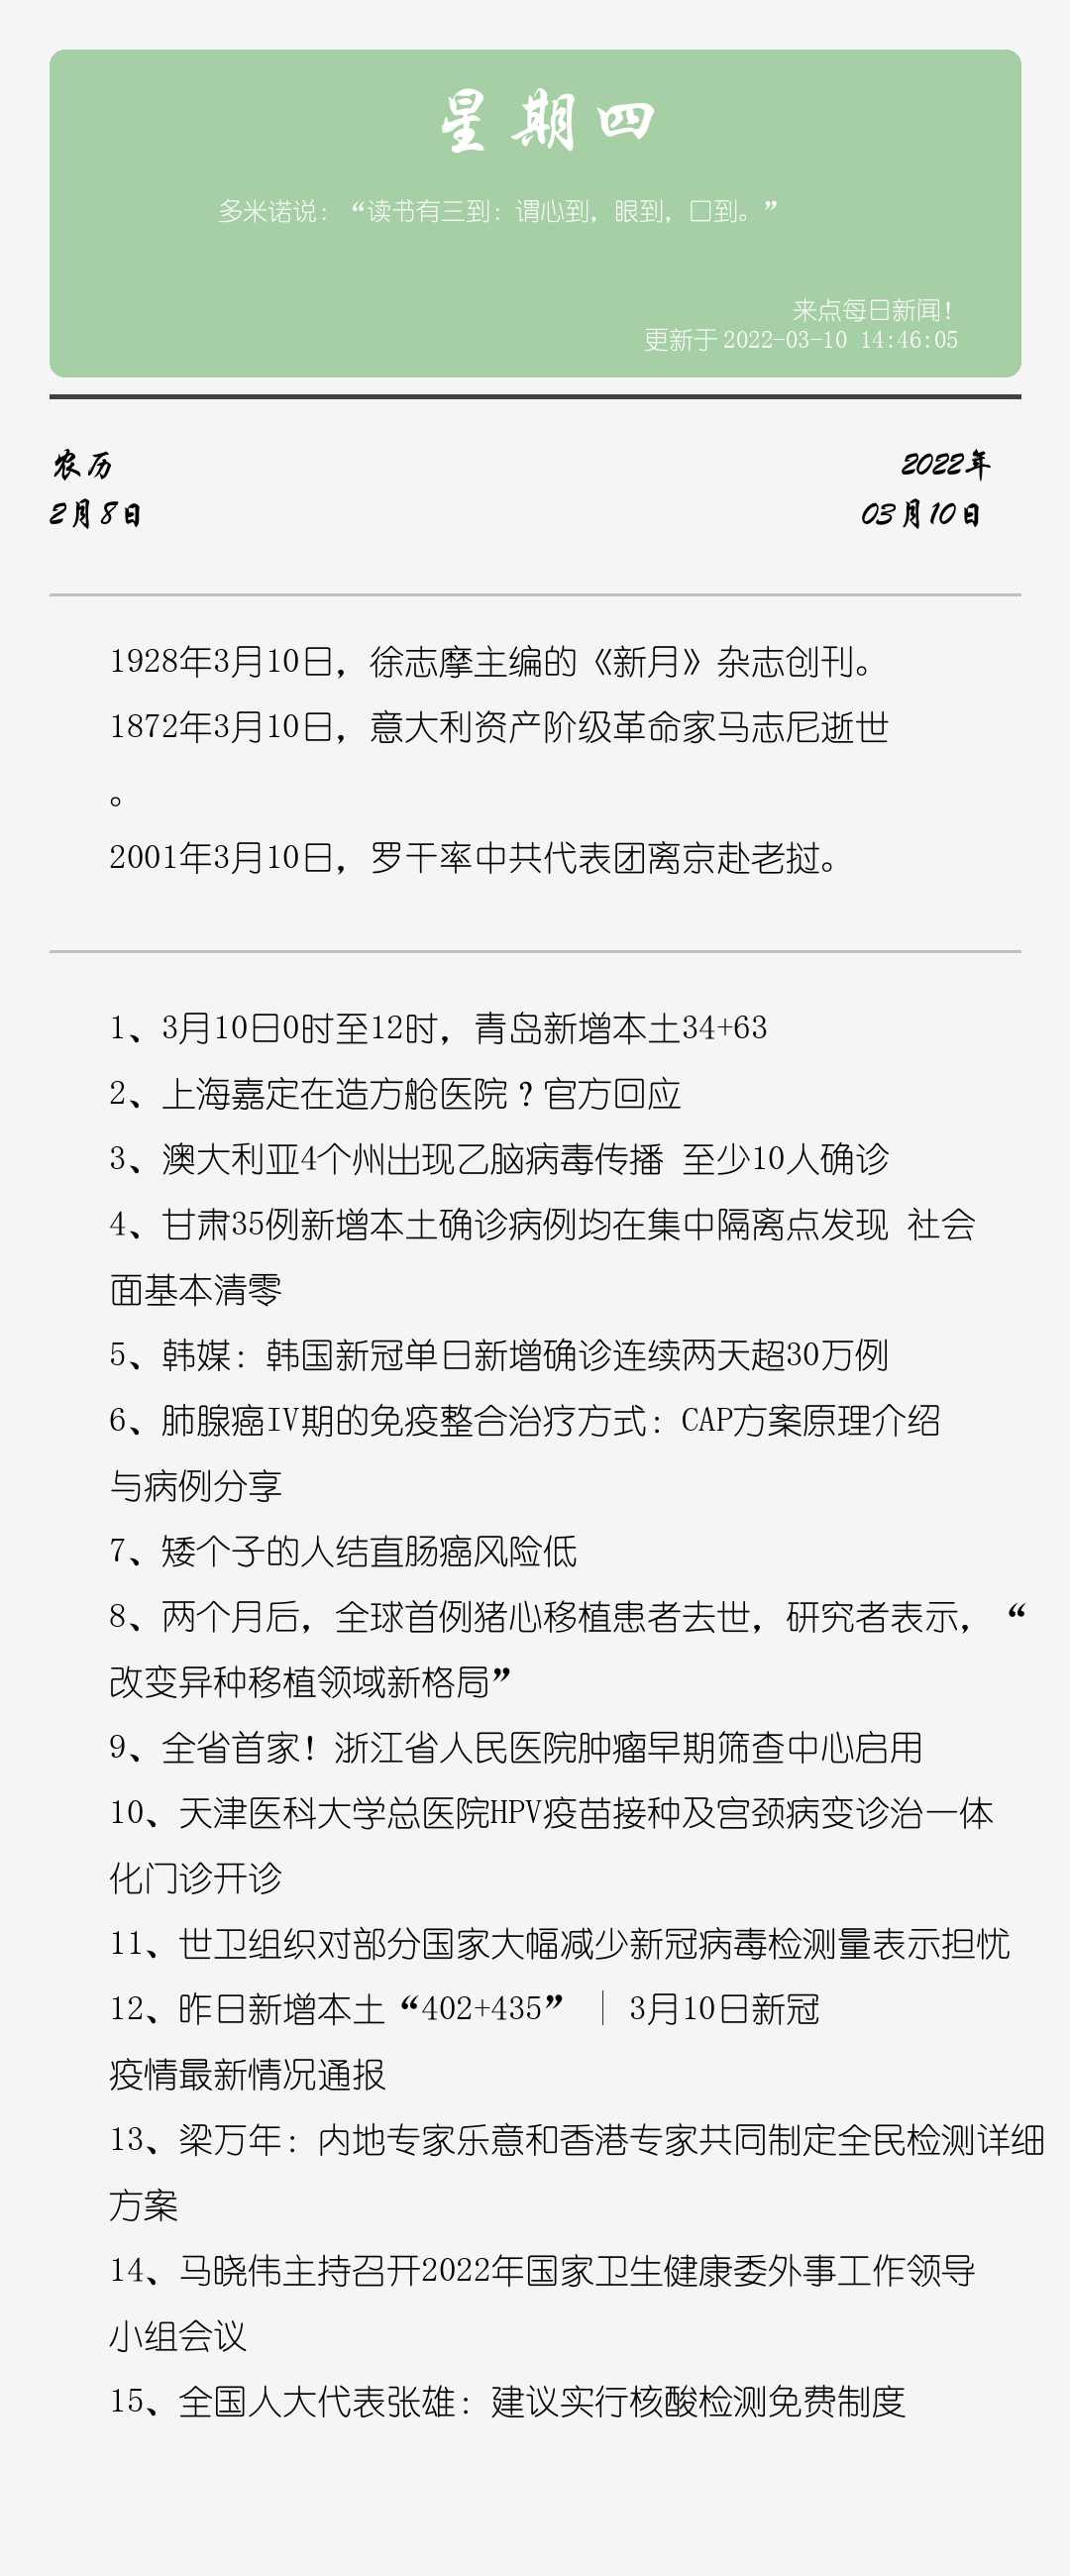 星期四
多米诺说：“读书有三到：谓心到，眼到，口到。”
来点每日新闻！
更新于 2022-03-10 14:46:05
农历
2022年
2月8日
03月10日
1928年3月10日，徐志摩主编的《新月》杂志创刊。
1872年3月10日，意大利资产阶级革命家马志尼逝世
。
2001年3月10日，罗干率中共代表团离京赴老挝。
1、3月10日0时至12时，青岛新增本土34+63
2、上海嘉定在造方舱医院？官方回应
3、澳大利亚4个州出现乙脑病毒传播 至少10人确诊
4、甘肃35例新增本土确诊病例均在集中隔离点发现 社会
面基本清零
5、韩媒：韩国新冠单日新增确诊连续两天超30万例
6、肺腺癌IV期的免疫整合治疗方式：CAP方案原理介绍
与病例分享
7、矮个子的人结直肠癌风险低
8、两个月后，全球首例猪心移植患者去世，研究者表示，“
改变异种移植领域新格局”
9、全省首家！浙江省人民医院肿瘤早期筛查中心启用
10、天津医科大学总医院HPV疫苗接种及宫颈病变诊治一体
化门诊开诊
11、世卫组织对部分国家大幅减少新冠病毒检测量表示担忧
12、昨日新增本土“402+435” | 3月10日新冠
疫情最新情况通报
13、梁万年：内地专家乐意和香港专家共同制定全民检测详细
方案
14、马晓伟主持召开2022年国家卫生健康委外事工作领导
小组会议
15、全国人大代表张雄：建议实行核酸检测免费制度